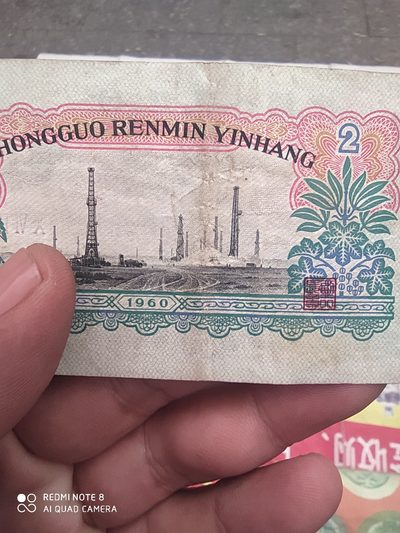 HONGGUO RENMIN YINHANG
2
1960
REDMI NOTE 8
AI QUAD CAMERA